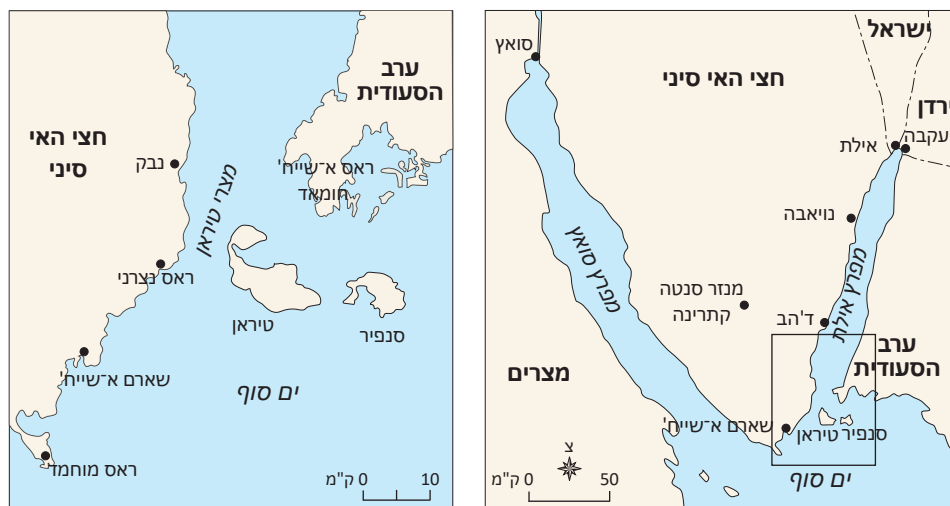 ישראל
ירדן
עקבה
אילת
סואץ
חצי האי סיני
נויאבה
מפרץ סואץ
מפרץ אילת
מנזר סנטה
קתרינה
ד'הב
ערב
הסעודית
מצרים
שארם א־שייח'
טיראן
סנפיר
ים סוף
צ
0 ק"מ
50
ערב
הסעודית
חצי האי
סיני
נבק
ראס א־שייח'
חומאד
מצרי טיראן
ראס נצרני
טיראן
סנפיר
שארם א־שייח'
ים סוף
ראס מוחמד
0 ק"מ
10